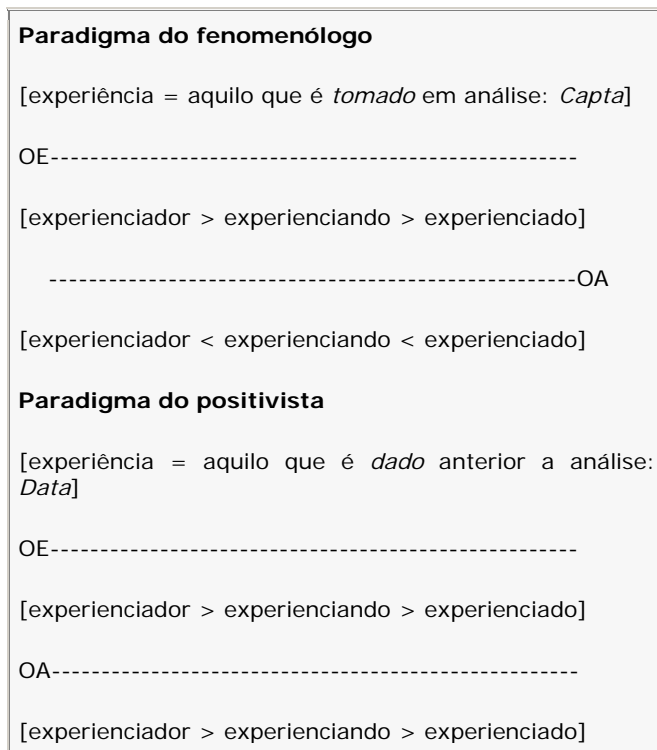 Paradigma do fenomenólogo
[experiência = aquilo que é tomado em análise: Capta]
OE-----------------------------------------------------
[experienciador > experienciando > experienciado]
-----------------------------------------------------OA
[experienciador < experienciando < experienciado]
Paradigma do positivista
[experiência = aquilo que é dado anterior a análise:
Data]
OE-----------------------------------------------------
[experienciador > experienciando > experienciado]
OA-----------------------------------------------------
[experienciador > experienciando > experienciado]